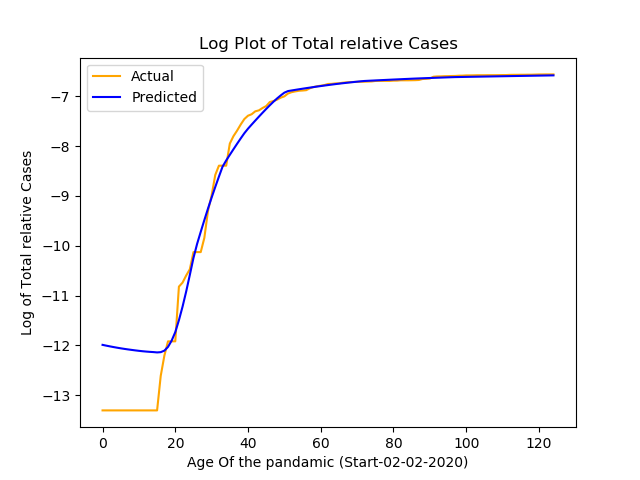 Log Plot of Total relative Cases
Actual
Predicted
−7
−8
−9
−10
−11
−12
−13
Log of Total relative Cases
0 20 40 60 80 100 120
Age Of the pandamic (Start-02-02-2020)